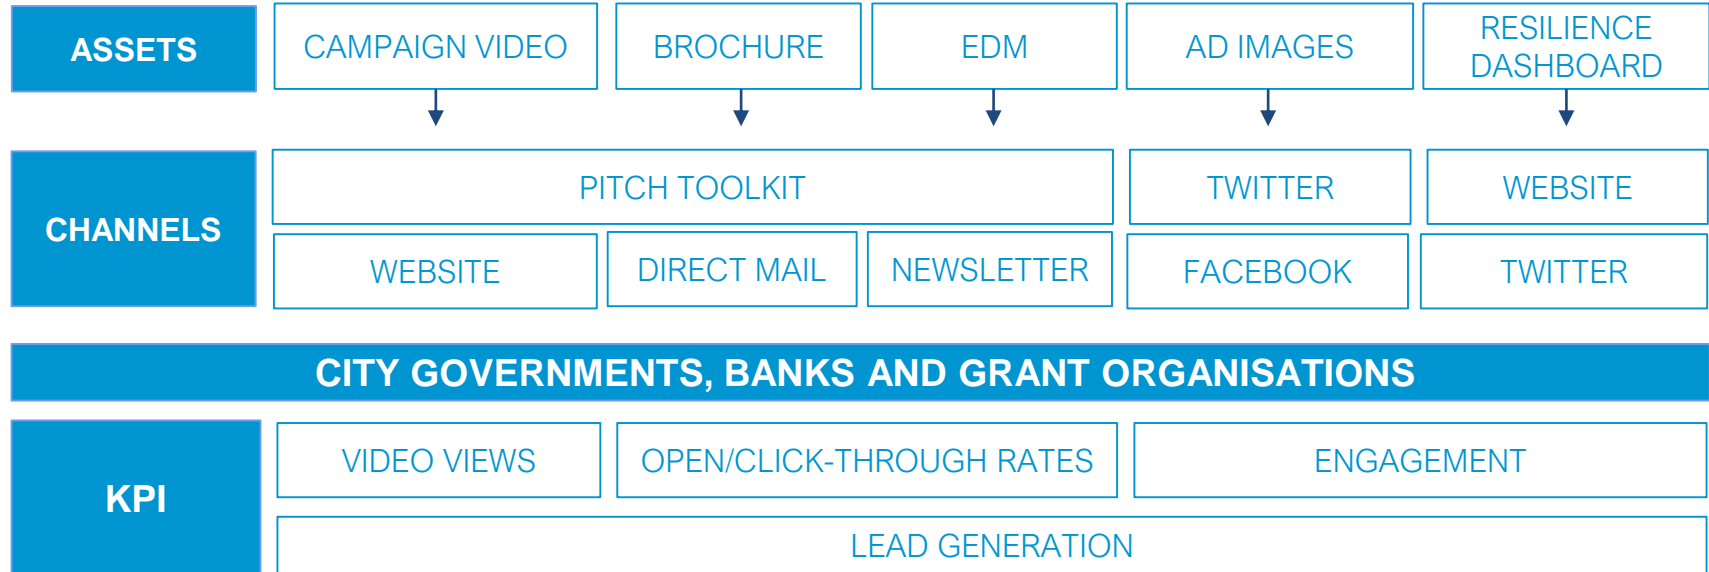 ASSETS
CAMPAIGN VIDEO
BROCHURE
EDM
AD IMAGES
RESILIENCE
DASHBOARD
CHANNELS
PITCH TOOLKIT
TWITTER
WEBSITE
WEBSITE
DIRECT MAIL
NEWSLETTER
FACEBOOK
TWITTER
CITY GOVERNMENTS, BANKS AND GRANT ORGANISATIONS
KPI
VIDEO VIEWS
OPEN/CLICK-THROUGH RATES
ENGAGEMENT
LEAD GENERATION